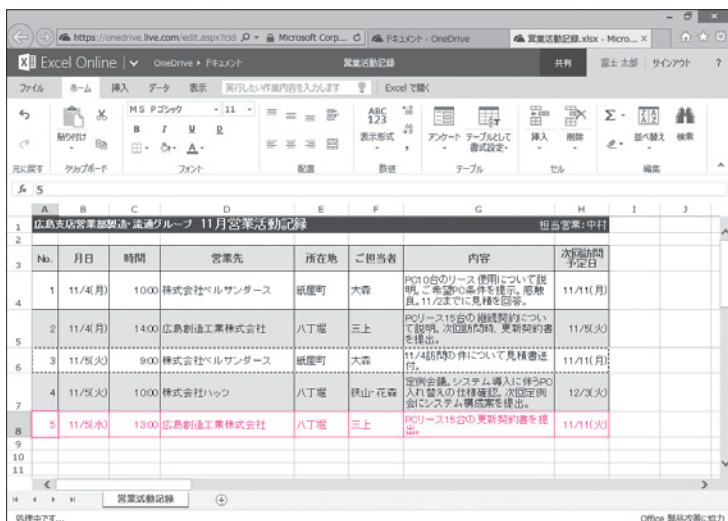 https://onedrive.live.com/edit.aspx?cid
Microsoft Corp...
ドキュメント - OneDrive
営業活動記録.xlsx - Micro...
Excel Online
OneDrive ▸ ドキュメント
営業活動記録
共有
富士 太郎
サインアウト
?
ファイル ホーム 挿入 データ 表示 実行したい作業内容を入力します Excel で開く
MS Pゴシック 11
ABC 123
貼り付け
B I U D
A
表示形式
アンケート テーブルとして書式設定
挿入 削除
Σ
並べ替え 検索
元に戻す クリップボード フォント 配置 数値 テーブル セル 編集
fx 5
A B C D E F G H I J
1 広島支店営業部製造・流通グループ 11月営業活動記録 担当営業:中村
2
3 No. 月日 時間 営業先 所在地 ご担当者 内容 次回訪問予定日
4 1 11/4(月) 10:00 株式会社ベルサンダース 紙屋町 大森 PC10台のリース使用について説明。ご希望PC条件を提示。感触良。11/2までに見積を回答。 11/11(月)
5 2 11/4(月) 14:00 広島創造工業株式会社 八丁堀 三上 PCリース15台の継続契約について説明。次回訪問時、更新契約書を提出。 11/5(火)
6 3 11/5(火) 9:00 株式会社ベルサンダース 紙屋町 大森 11/4訪問の件について見積書送付。 11/11(月)
7 4 11/5(火) 10:00 株式会社ハッツ 八丁堀 狭山・花森 定例会議。システム導入に伴うPC入れ替えの仕様確認。次回定例会にシステム構成案を提出。 12/3(火)
8 5 11/5(水) 13:00 広島創造工業株式会社 八丁堀 三上 PCリース15台の更新契約書を提出。 11/11(火)
9
10
11
営業活動記録
処理中です...
Office 製品改善に協力